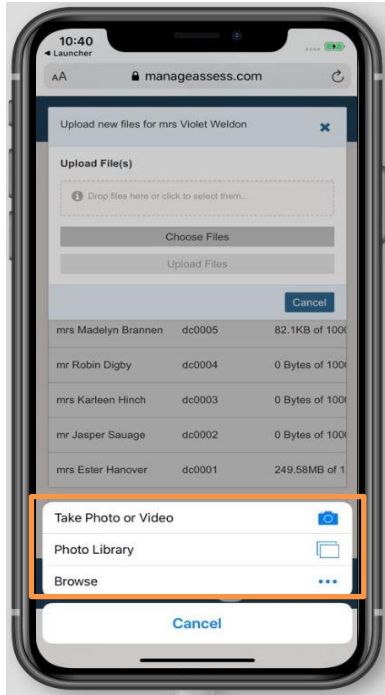 10:40
Launcher
AA manageassess.com
Upload new files for mrs Violet Weldon
Upload File(s)
Drop files here or click to select them...
Choose Files
Upload Files
Cancel
mrs Madelyn Brannen dc0005 82.1KB of 100
mr Robin Digby dc0004 0 Bytes of 100
mrs Karleen Hinch dc0003 0 Bytes of 100
mr Jasper Sauage dc0002 0 Bytes of 100
mrs Ester Hanover dc0001 249.58MB of 1
Take Photo or Video
Photo Library
Browse
Cancel